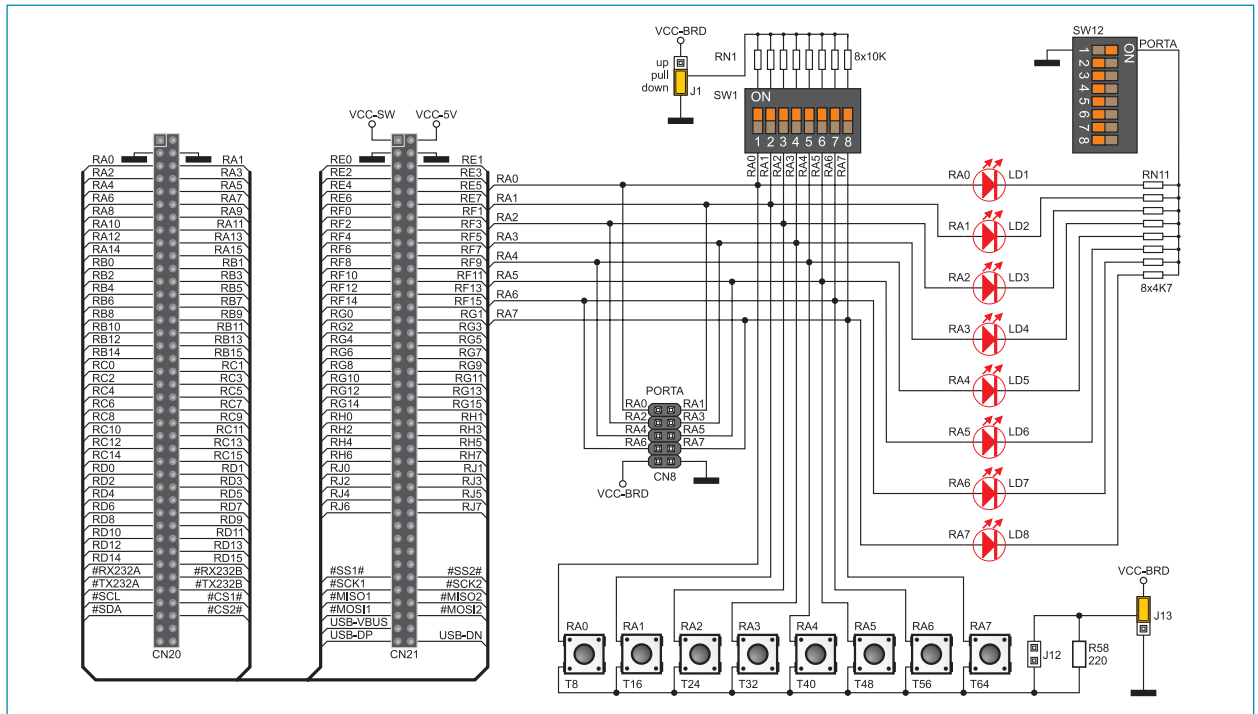 VCC-BRD
up
pull
down
J1
RN1
8x10K
SW1
ON
1 2 3 4 5 6 7 8
RA0 RA1 RA2 RA3 RA4 RA5 RA6 RA7
SW12
PORTA
ON
1 2 3 4 5 6 7 8
VCC-SW VCC-5V
RA0 RA1
RA2 RA3
RA4 RA5
RA6 RA7
RA8 RA9
RA10 RA11
RA12 RA13
RA14 RA15
RB0 RB1
RB2 RB3
RB4 RB5
RB6 RB7
RB8 RB9
RB10 RB11
RB12 RB13
RB14 RB15
RC0 RC1
RC2 RC3
RC4 RC5
RC6 RC7
RC8 RC9
RC10 RC11
RC12 RC13
RC14 RC15
RD0 RD1
RD2 RD3
RD4 RD5
RD6 RD7
RD8 RD9
RD10 RD11
RD12 RD13
RD14 RD15
#RX232A #RX232B
#TX232A #TX232B
#SCL #CS1#
#SDA #CS2#
CN20
RE0 RE1
RE2 RE3
RE4 RE5
RE6 RE7
RF0 RF1
RF2 RF3
RF4 RF5
RF6 RF7
RF8 RF9
RF10 RF11
RF12 RF13
RF14 RF15
RG0 RG1
RG2 RG3
RG4 RG5
RG6 RG7
RG8 RG9
RG10 RG11
RG12 RG13
RG14 RG15
RH0 RH1
RH2 RH3
RH4 RH5
RH6 RH7
RJ0 RJ1
RJ2 RJ3
RJ4 RJ5
RJ6 RJ7
#SS1# #SS2#
#SCK1 #SCK2
#MISO1 #MISO2
#MOSI1 #MOSI2
USB-VBUS
USB-DP USB-DN
CN21
RA0
RA1
RA2
RA3
RA4
RA5
RA6
RA7
PORTA
RA0 RA1
RA2 RA3
RA4 RA5
RA6 RA7
CN8
VCC-BRD
RA0 LD1
RA1 LD2
RA2 LD3
RA3 LD4
RA4 LD5
RA5 LD6
RA6 LD7
RA7 LD8
RN11
8x4K7
RA0 RA1 RA2 RA3 RA4 RA5 RA6 RA7
T8 T16 T24 T32 T40 T48 T56 T64
VCC-BRD
J13
J12
R58
220